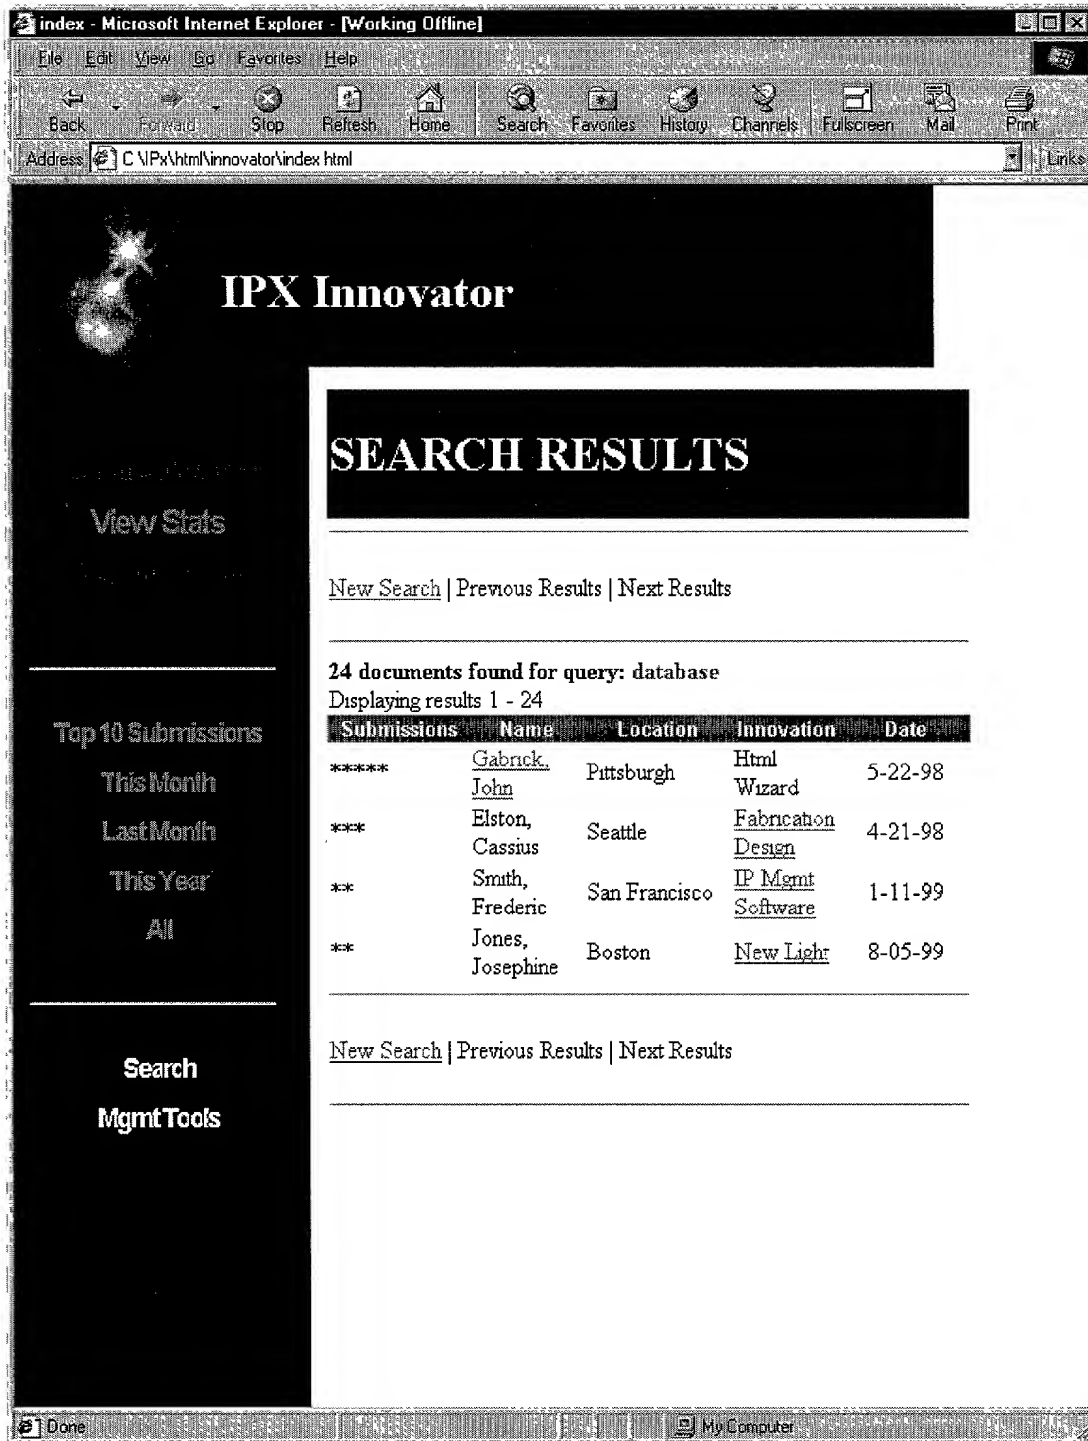 index - Microsoft Internet Explorer - [Working Offline]
File Edit View Go Favorites Help
Back Forward Stop Refresh Home Search Favorites History Channels Fullscreen Mail Print
Address C:\IPx\html\innovator\index.html Links
IPX Innovator
SEARCH RESULTS
View Stats
New Search | Previous Results | Next Results
24 documents found for query: database
Displaying results 1 - 24
Submissions Name Location Innovation Date
***** Gabrick, John Pittsburgh Html Wizard 5-22-98
*** Elston, Cassius Seattle Fabrication Design 4-21-98
** Smith, Frederic San Francisco IP Mgmt Software 1-11-99
** Jones, Josephine Boston New Light 8-05-99
New Search | Previous Results | Next Results
Top 10 Submissions
This Month
Last Month
This Year
All
Search
Mgmt Tools
Done My Computer